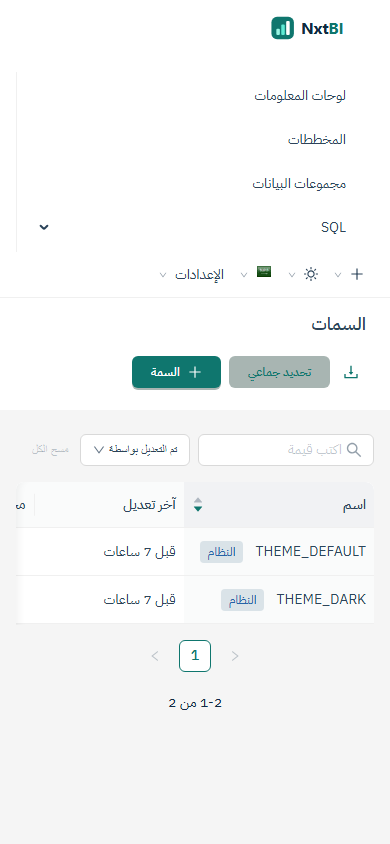 NxtBI
لوحات المعلومات
المخططات
مجموعات البيانات
SQL
الإعدادات
السمات
تحديد جماعي
السمة
اكتب قيمة
تم التعديل بواسطة
مسح الكل
اسم
آخر تعديل
THEME_DEFAULT النظام
قبل 7 ساعات
THEME_DARK النظام
قبل 7 ساعات
1
1-2 من 2